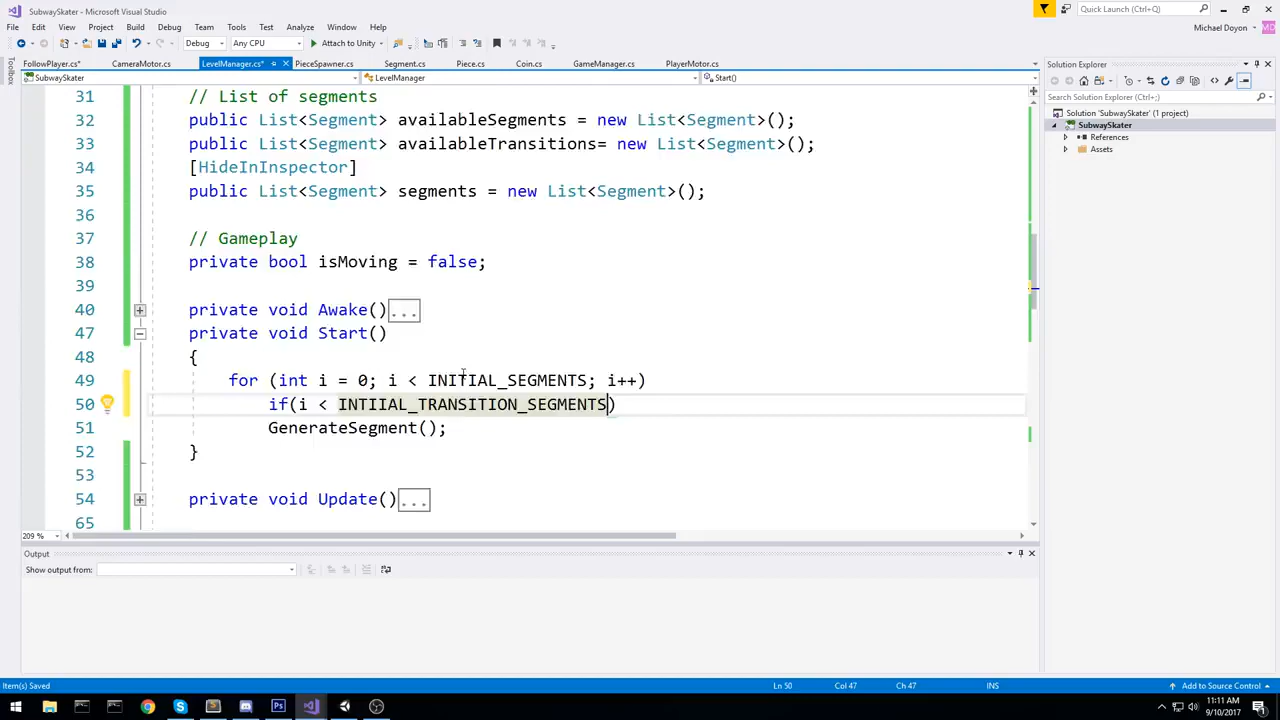 SubwaySkater - Microsoft Visual Studio
Quick Launch (Ctrl+Q)
File Edit View Project Build Debug Team Tools Test Analyze Window Help
Michael Doyon MD
Debug Any CPU Attach to Unity
FollowPlayer.cs* CameraMotor.cs LevelManager.cs* PieceSpawner.cs Segment.cs Piece.cs Coin.cs GameManager.cs PlayerMotor.cs
SubwaySkater LevelManager Start()
Toolbox
31 // List of segments
32 public List<Segment> availableSegments = new List<Segment>();
33 public List<Segment> availableTransitions= new List<Segment>();
34 [HideInInspector]
35 public List<Segment> segments = new List<Segment>();
36
37 // Gameplay
38 private bool isMoving = false;
39
40 private void Awake()...
47 private void Start()
48 {
49 for (int i = 0; i < INITIAL_SEGMENTS; i++)
50 if(i < INTIIAL_TRANSITION_SEGMENTS)
51 GenerateSegment();
52 }
53
54 private void Update()...
65
209 %
Solution Explorer
Search Solution Explorer (Ctrl+;)
Solution 'SubwaySkater' (1 project)
SubwaySkater
References
Assets
Output
Show output from:
Item(s) Saved Ln 50 Col 47 Ch 47 INS Add to Source Control
11:11 AM
9/10/2017